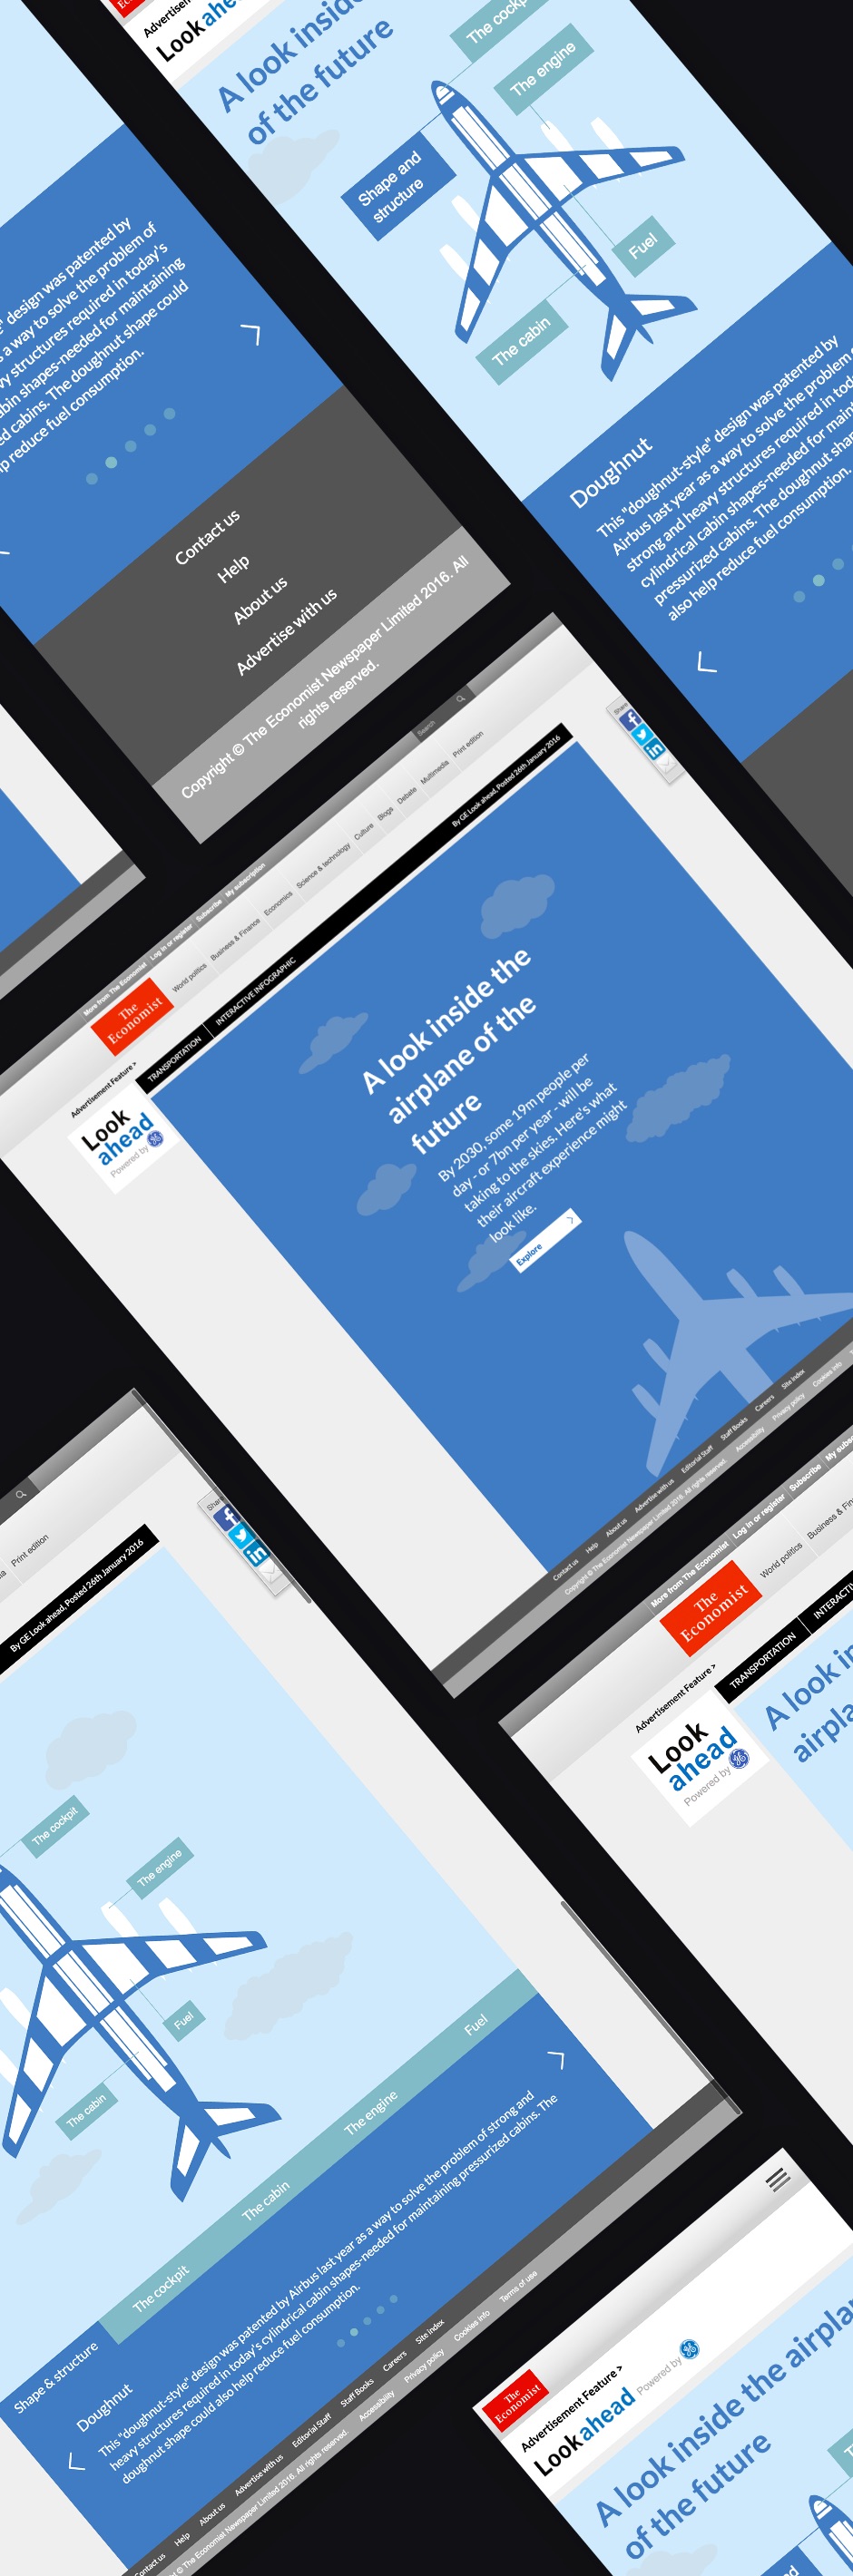 Advertisement
Look ahe
A look inside
of the future
The cockp
The engine
Shape and
structure
Fuel
The cabin
design was patented by
s a way to solve the problem of
vy structures required in today's
abin shapes-needed for maintaining
ed cabins. The doughnut shape could
lp reduce fuel consumption.
Contact us
Help
About us
Advertise with us
Copyright © The Economist Newspaper Limited 2016. All
rights reserved.
Doughnut
This "doughnut-style" design was patented by
Airbus last year as a way to solve the problem o
strong and heavy structures required in tod
cylindrical cabin shapes-needed for maint
pressurized cabins. The doughnut shap
also help reduce fuel consumption.
Search
Share
More from The Economist
Log in or register
Subscribe
My subscription
The
Economist
World politics
Business & Finance
Economics
Science & technology
Culture
Blogs
Debate
Multimedia
Print edition
TRANSPORTATION
INTERACTIVE INFOGRAPHIC
By GE Look ahead, Posted 26th January 2016
Advertisement Feature >
Look
ahead
Powered by
A look inside the
airplane of the
future
By 2030, some 19m people per
day - or 7bn per year - will be
taking to the skies. Here's what
their aircraft experience might
look like.
Explore
Contact us
Help
About us
Advertise with us
Editorial Staff
Staff Books
Careers
Site index
Copyright © The Economist Newspaper Limited 2016. All rights reserved.
Accessibility
Privacy policy
Cookies info
Print edition
Share
By GE Look ahead, Posted 26th January 2016
The cockpit
The engine
Fuel
The cabin
Shape & structure
The cockpit
The cabin
The engine
Fuel
Doughnut
This "doughnut-style" design was patented by Airbus last year as a way to solve the problem of strong and
heavy structures required in today's cylindrical cabin shapes-needed for maintaining pressurized cabins. The
doughnut shape could also help reduce fuel consumption.
Contact us
Help
About us
Advertise with us
Editorial Staff
Staff Books
Careers
Site index
© The Economist Newspaper Limited 2016. All rights reserved.
Accessibility
Privacy policy
Cookies info
Terms of use
More from The Economist
Log in or register
Subscribe
My subsc
The
Economist
World politics
Business & Fin
Advertisement Feature >
TRANSPORTATION
INTERACTIV
Look
ahead
Powered by
A look in
airpla
The
Economist
Advertisement Feature >
Look ahead
Powered by
A look inside the airpla
of the future